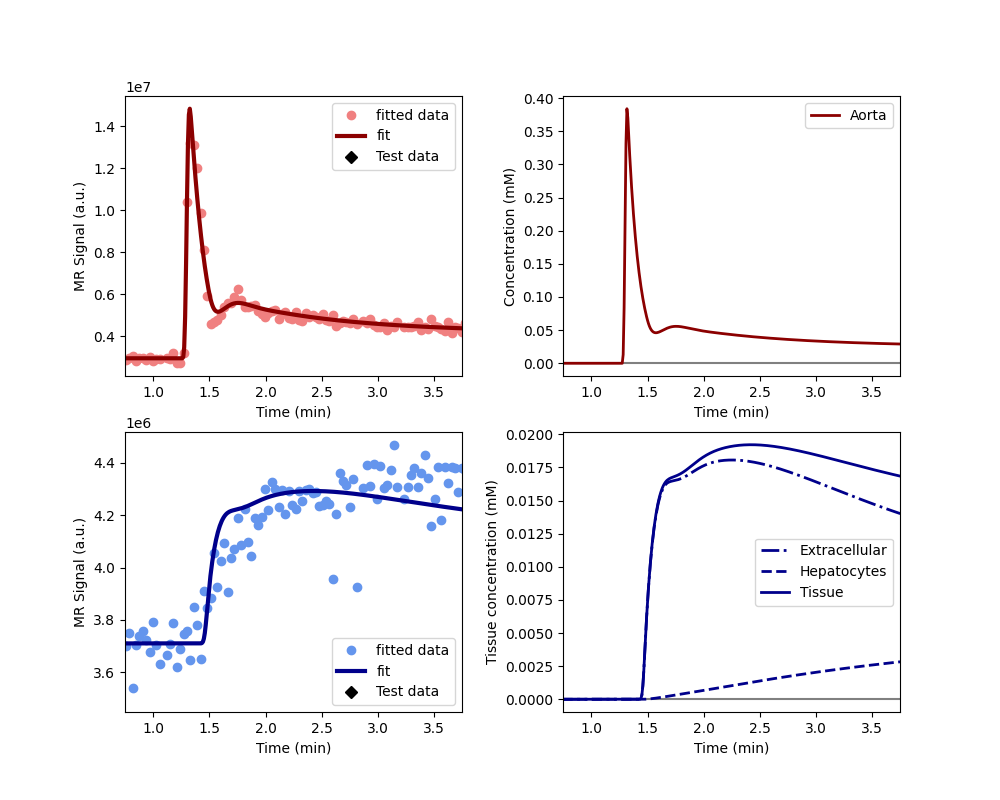 1e7
MR Signal (a.u.)
1.4
1.2
1.0
0.8
0.6
0.4
fitted data
fit
Test data
1.0 1.5 2.0 2.5 3.0 3.5
Time (min)
Concentration (mM)
0.40
0.35
0.30
0.25
0.20
0.15
0.10
0.05
0.00
Aorta
1.0 1.5 2.0 2.5 3.0 3.5
Time (min)
1e6
MR Signal (a.u.)
4.4
4.2
4.0
3.8
3.6
fitted data
fit
Test data
1.0 1.5 2.0 2.5 3.0 3.5
Time (min)
Tissue concentration (mM)
0.0200
0.0175
0.0150
0.0125
0.0100
0.0075
0.0050
0.0025
0.0000
Extracellular
Hepatocytes
Tissue
1.0 1.5 2.0 2.5 3.0 3.5
Time (min)